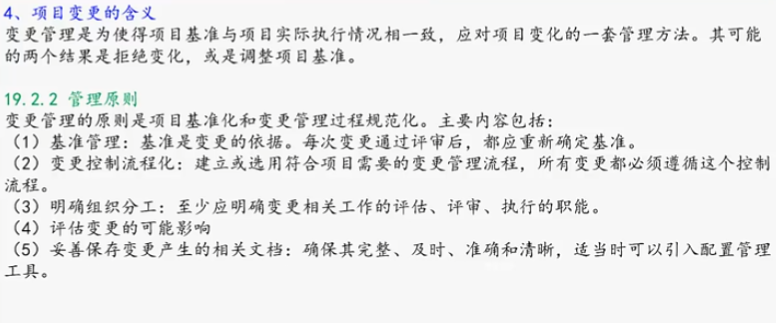 4、项目变更的含义
变更管理是为使得项目基准与项目实际执行情况相一致，应对项目变化的一套管理方法。其可能
的两个结果是拒绝变化，或是调整项目基准。
19.2.2 管理原则
变更管理的原则是项目基准化和变更管理过程规范化。主要内容包括：
（1）基准管理：基准是变更的依据。每次变更通过评审后，都应重新确定基准。
（2）变更控制流程化：建立或选用符合项目需要的变更管理流程，所有变更都必须遵循这个控制
流程。
（3）明确组织分工：至少应明确变更相关工作的评估、评审、执行的职能。
（4）评估变更的可能影响
（5）妥善保存变更产生的相关文档：确保其完整、及时、准确和清晰，适当时可以引入配置管理
工具。